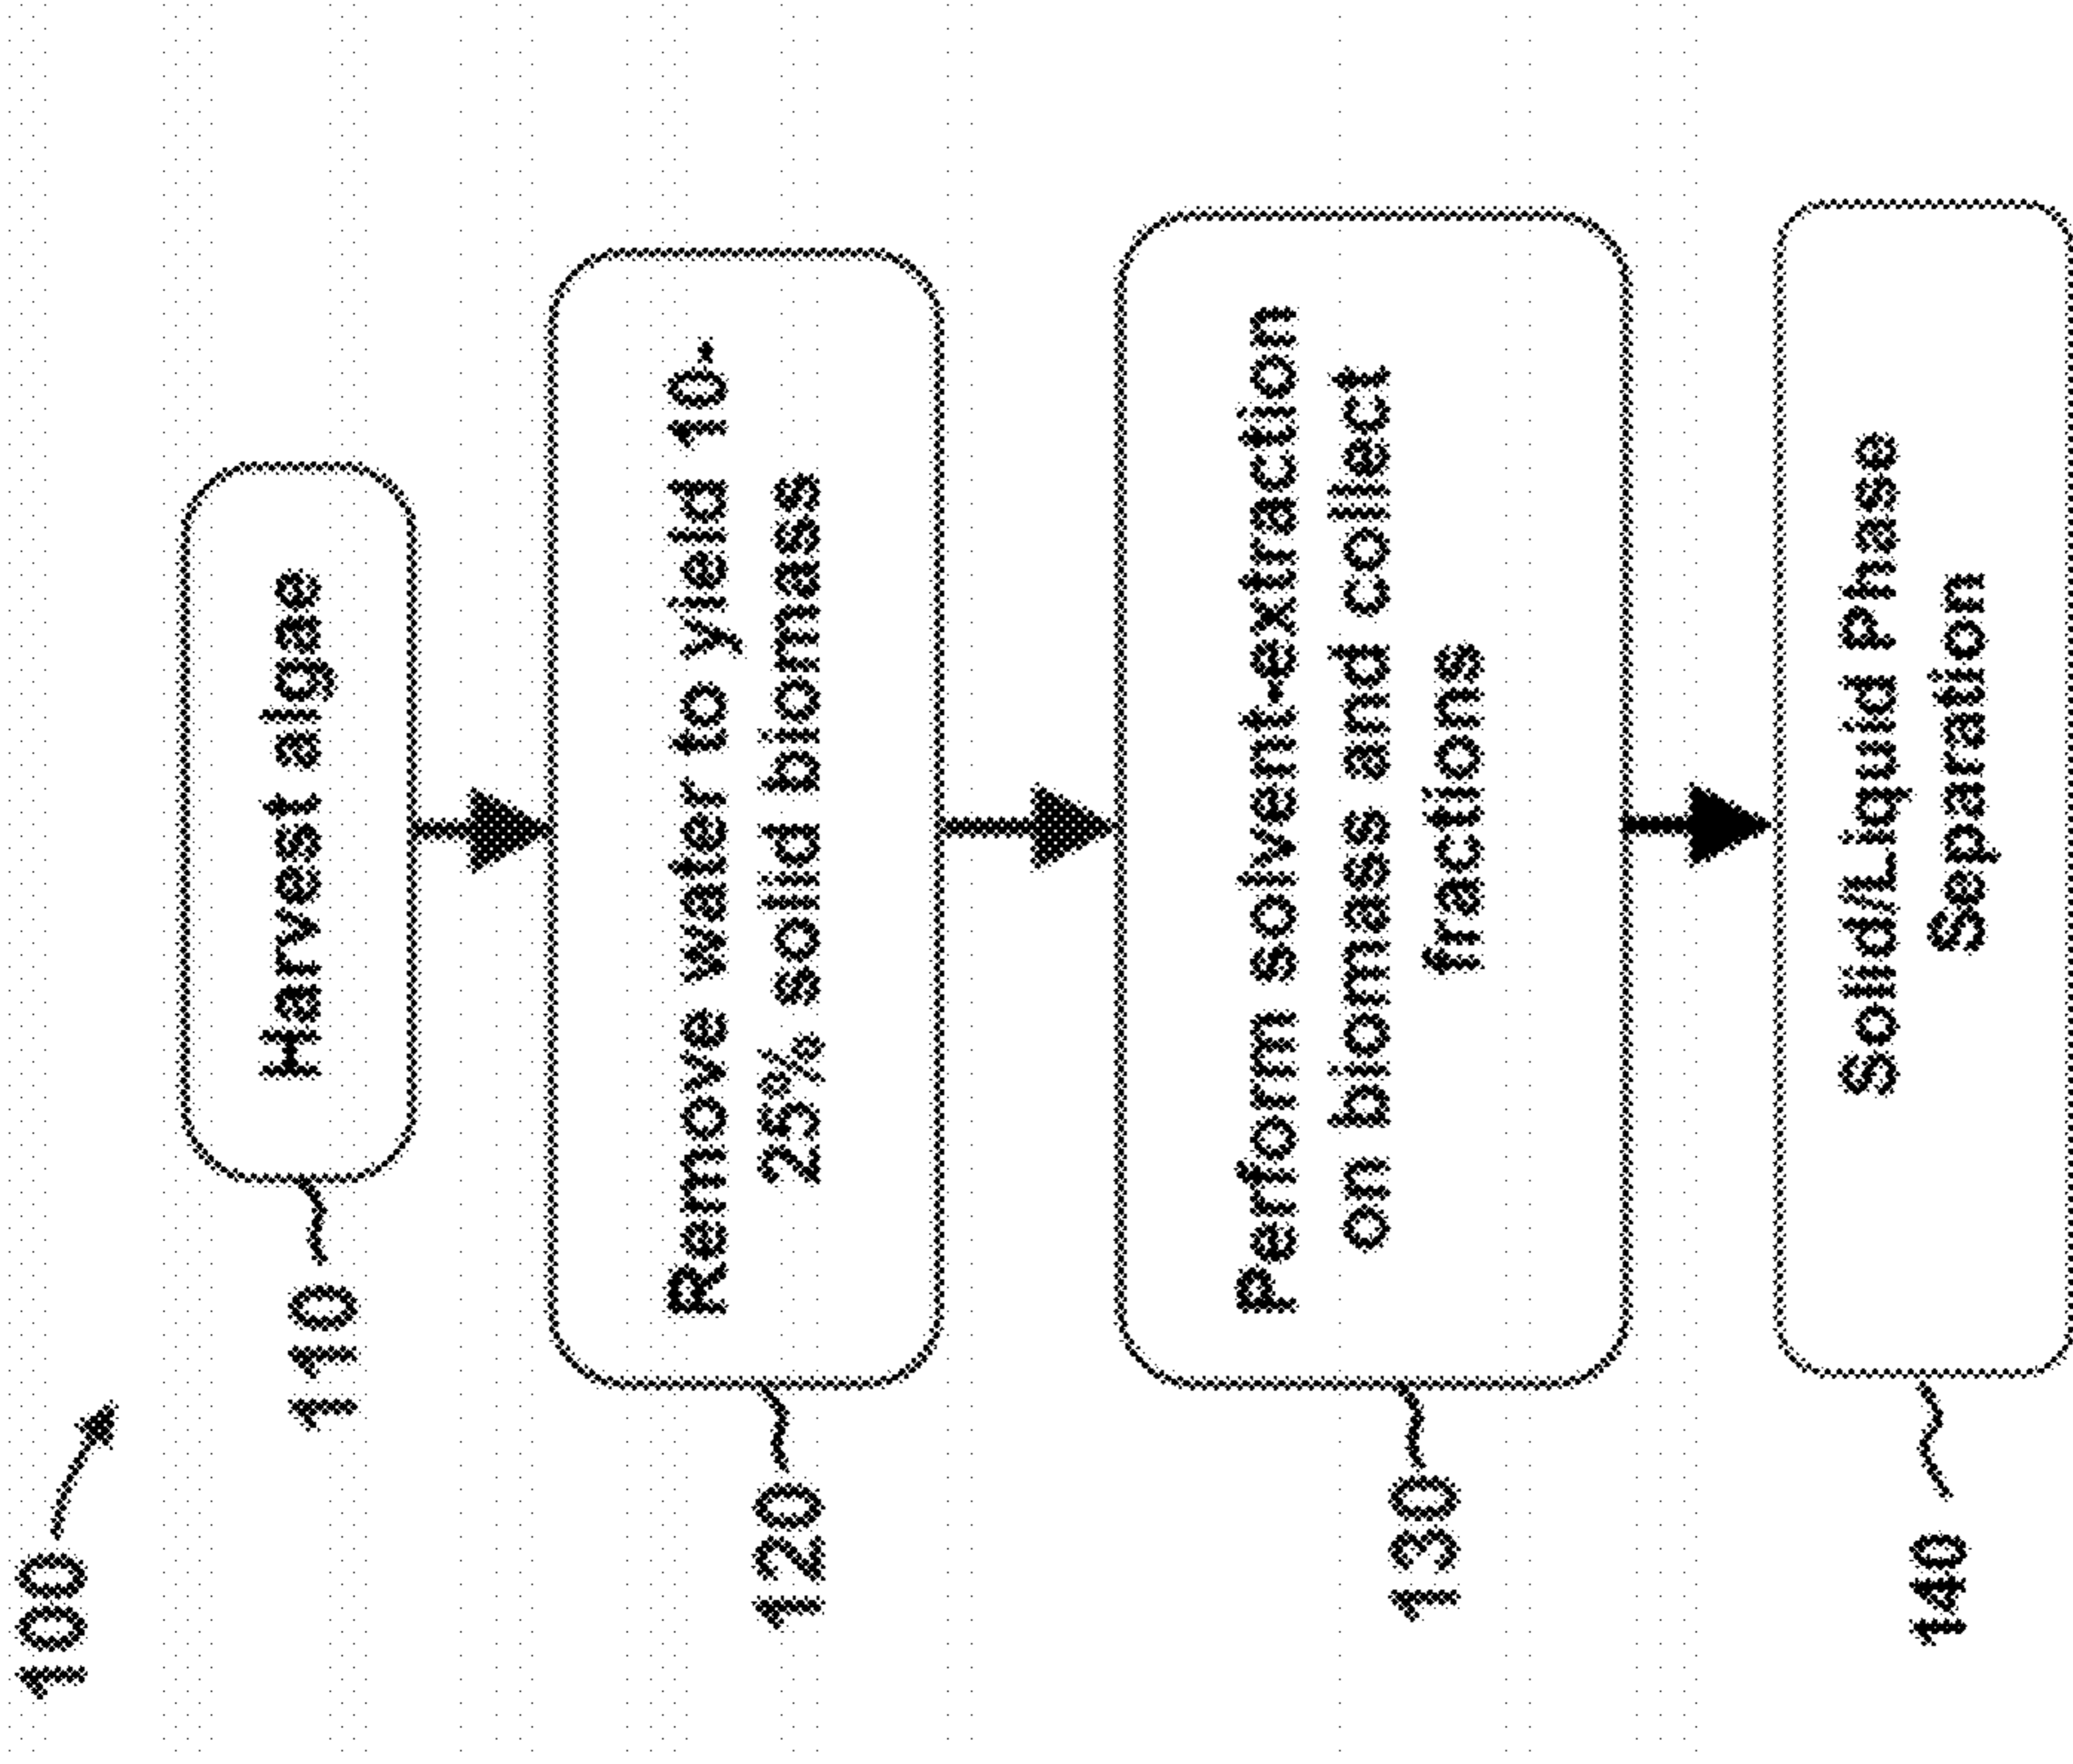 100
110
Harvest algae
120
Remove water to yield 10-
25% solid biomass
130
Perform solvent-extraction
on biomass and collect
fractions
140
Solid/Liquid Phase
Separation